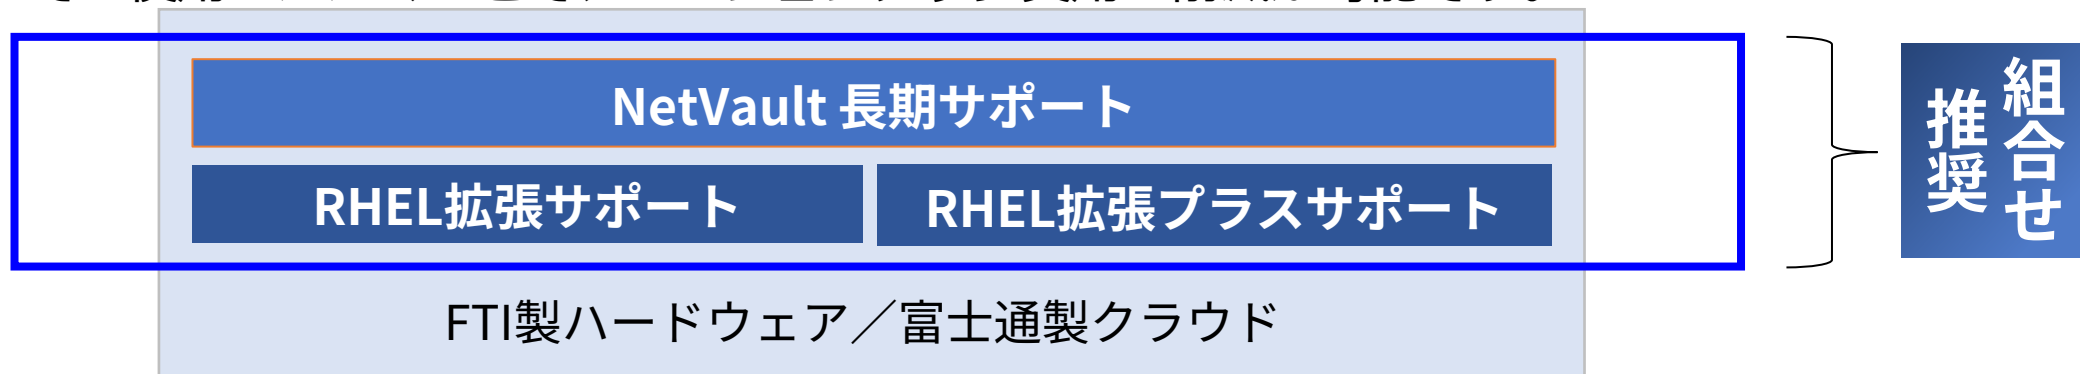 NetVault 長期サポート
RHEL拡張サポート
RHEL拡張プラスサポート
組合せ
推奨
FTI製ハードウェア／富士通製クラウド